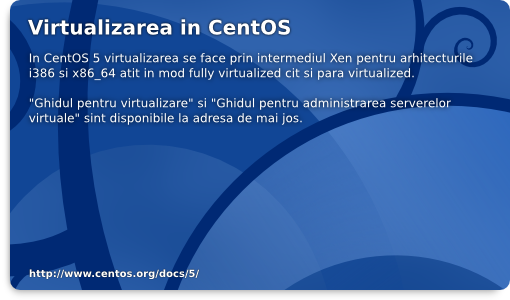 Virtualizarea in CentOS
In CentOS 5 virtualizarea se face prin intermediul Xen pentru arhitecturile
i386 si x86_64 atit in mod fully virtualized cit si para virtualized.
"Ghidul pentru virtualizare" si "Ghidul pentru administrarea serverelor
virtuale" sint disponibile la adresa de mai jos.
http://www.centos.org/docs/5/